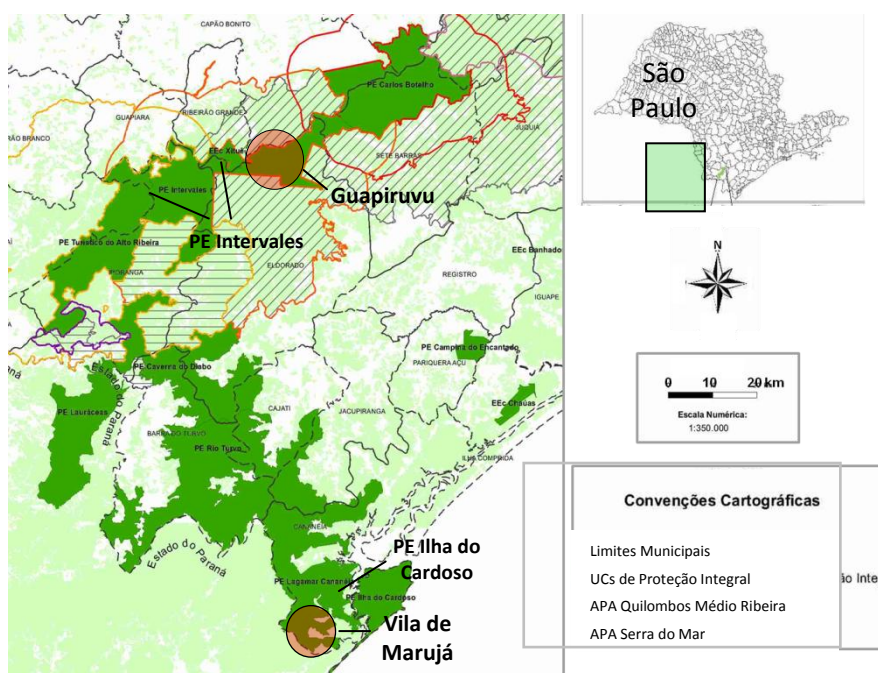 CAPÃO BONITO
PE Carlos Botelho
RIBEIRÃO GRANDE
GUAPIARA
JUQUIÁ
EEc Xitué
SETE BARRAS
PE Intervales
Guapiruvu
PE Intervales
PE Turístico do Alto Ribeira
EEc Banhado
ELDORADO
IPORANGA
REGISTRO
IGUAPE
PE Campina do Encantado
PARIQUERA AÇU
PE Caverna do Diabo
Estado do Paraná
EEc Chaúas
PE Lauráceas
CAJATI
JACUPIRANGA
BARRA DO TURVO
PE Rio Turvo
ILHA COMPRIDA
CANANÉIA
Estado do Paraná
PE Ilha do
Cardoso
PE Lagamar Cananéia
PE Ilha do Cardoso
Vila de
Marujá
São
Paulo
N
0 10 20 km
Escala Numérica:
1:350.000
Convenções Cartográficas
Limites Municipais
UCs de Proteção Integral
APA Quilombos Médio Ribeira
APA Serra do Mar